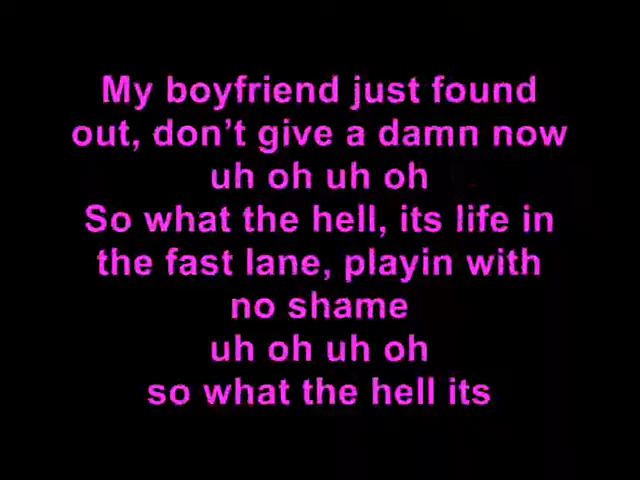 My boyfriend just found
out, don’t give a damn now
uh oh uh oh
So what the hell, its life in
the fast lane, playin with
no shame
uh oh uh oh
so what the hell its